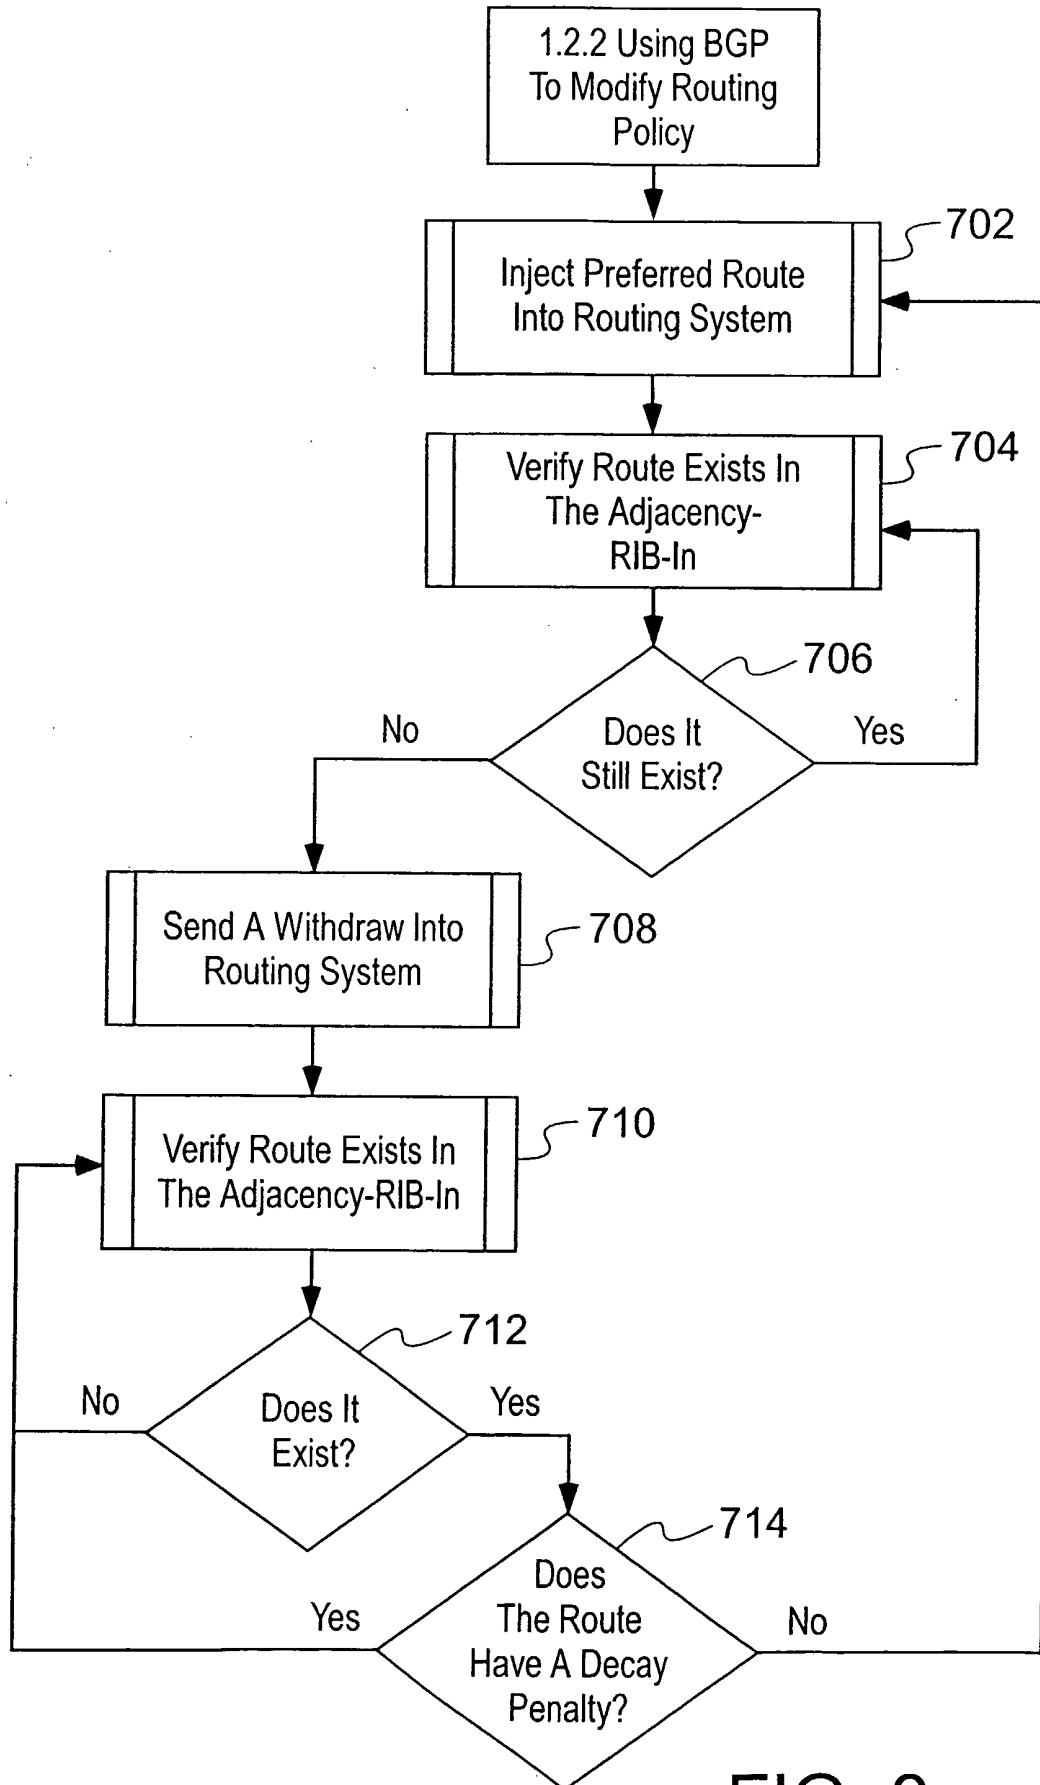 1.2.2 Using BGP
To Modify Routing
Policy
702
Inject Preferred Route
Into Routing System
704
Verify Route Exists In
The Adjacency-
RIB-In
706
Does It
Still Exist?
No
Yes
708
Send A Withdraw Into
Routing System
710
Verify Route Exists In
The Adjacency-RIB-In
712
Does It
Exist?
No
Yes
714
Does
The Route
Have A Decay
Penalty?
Yes
No
FIG.